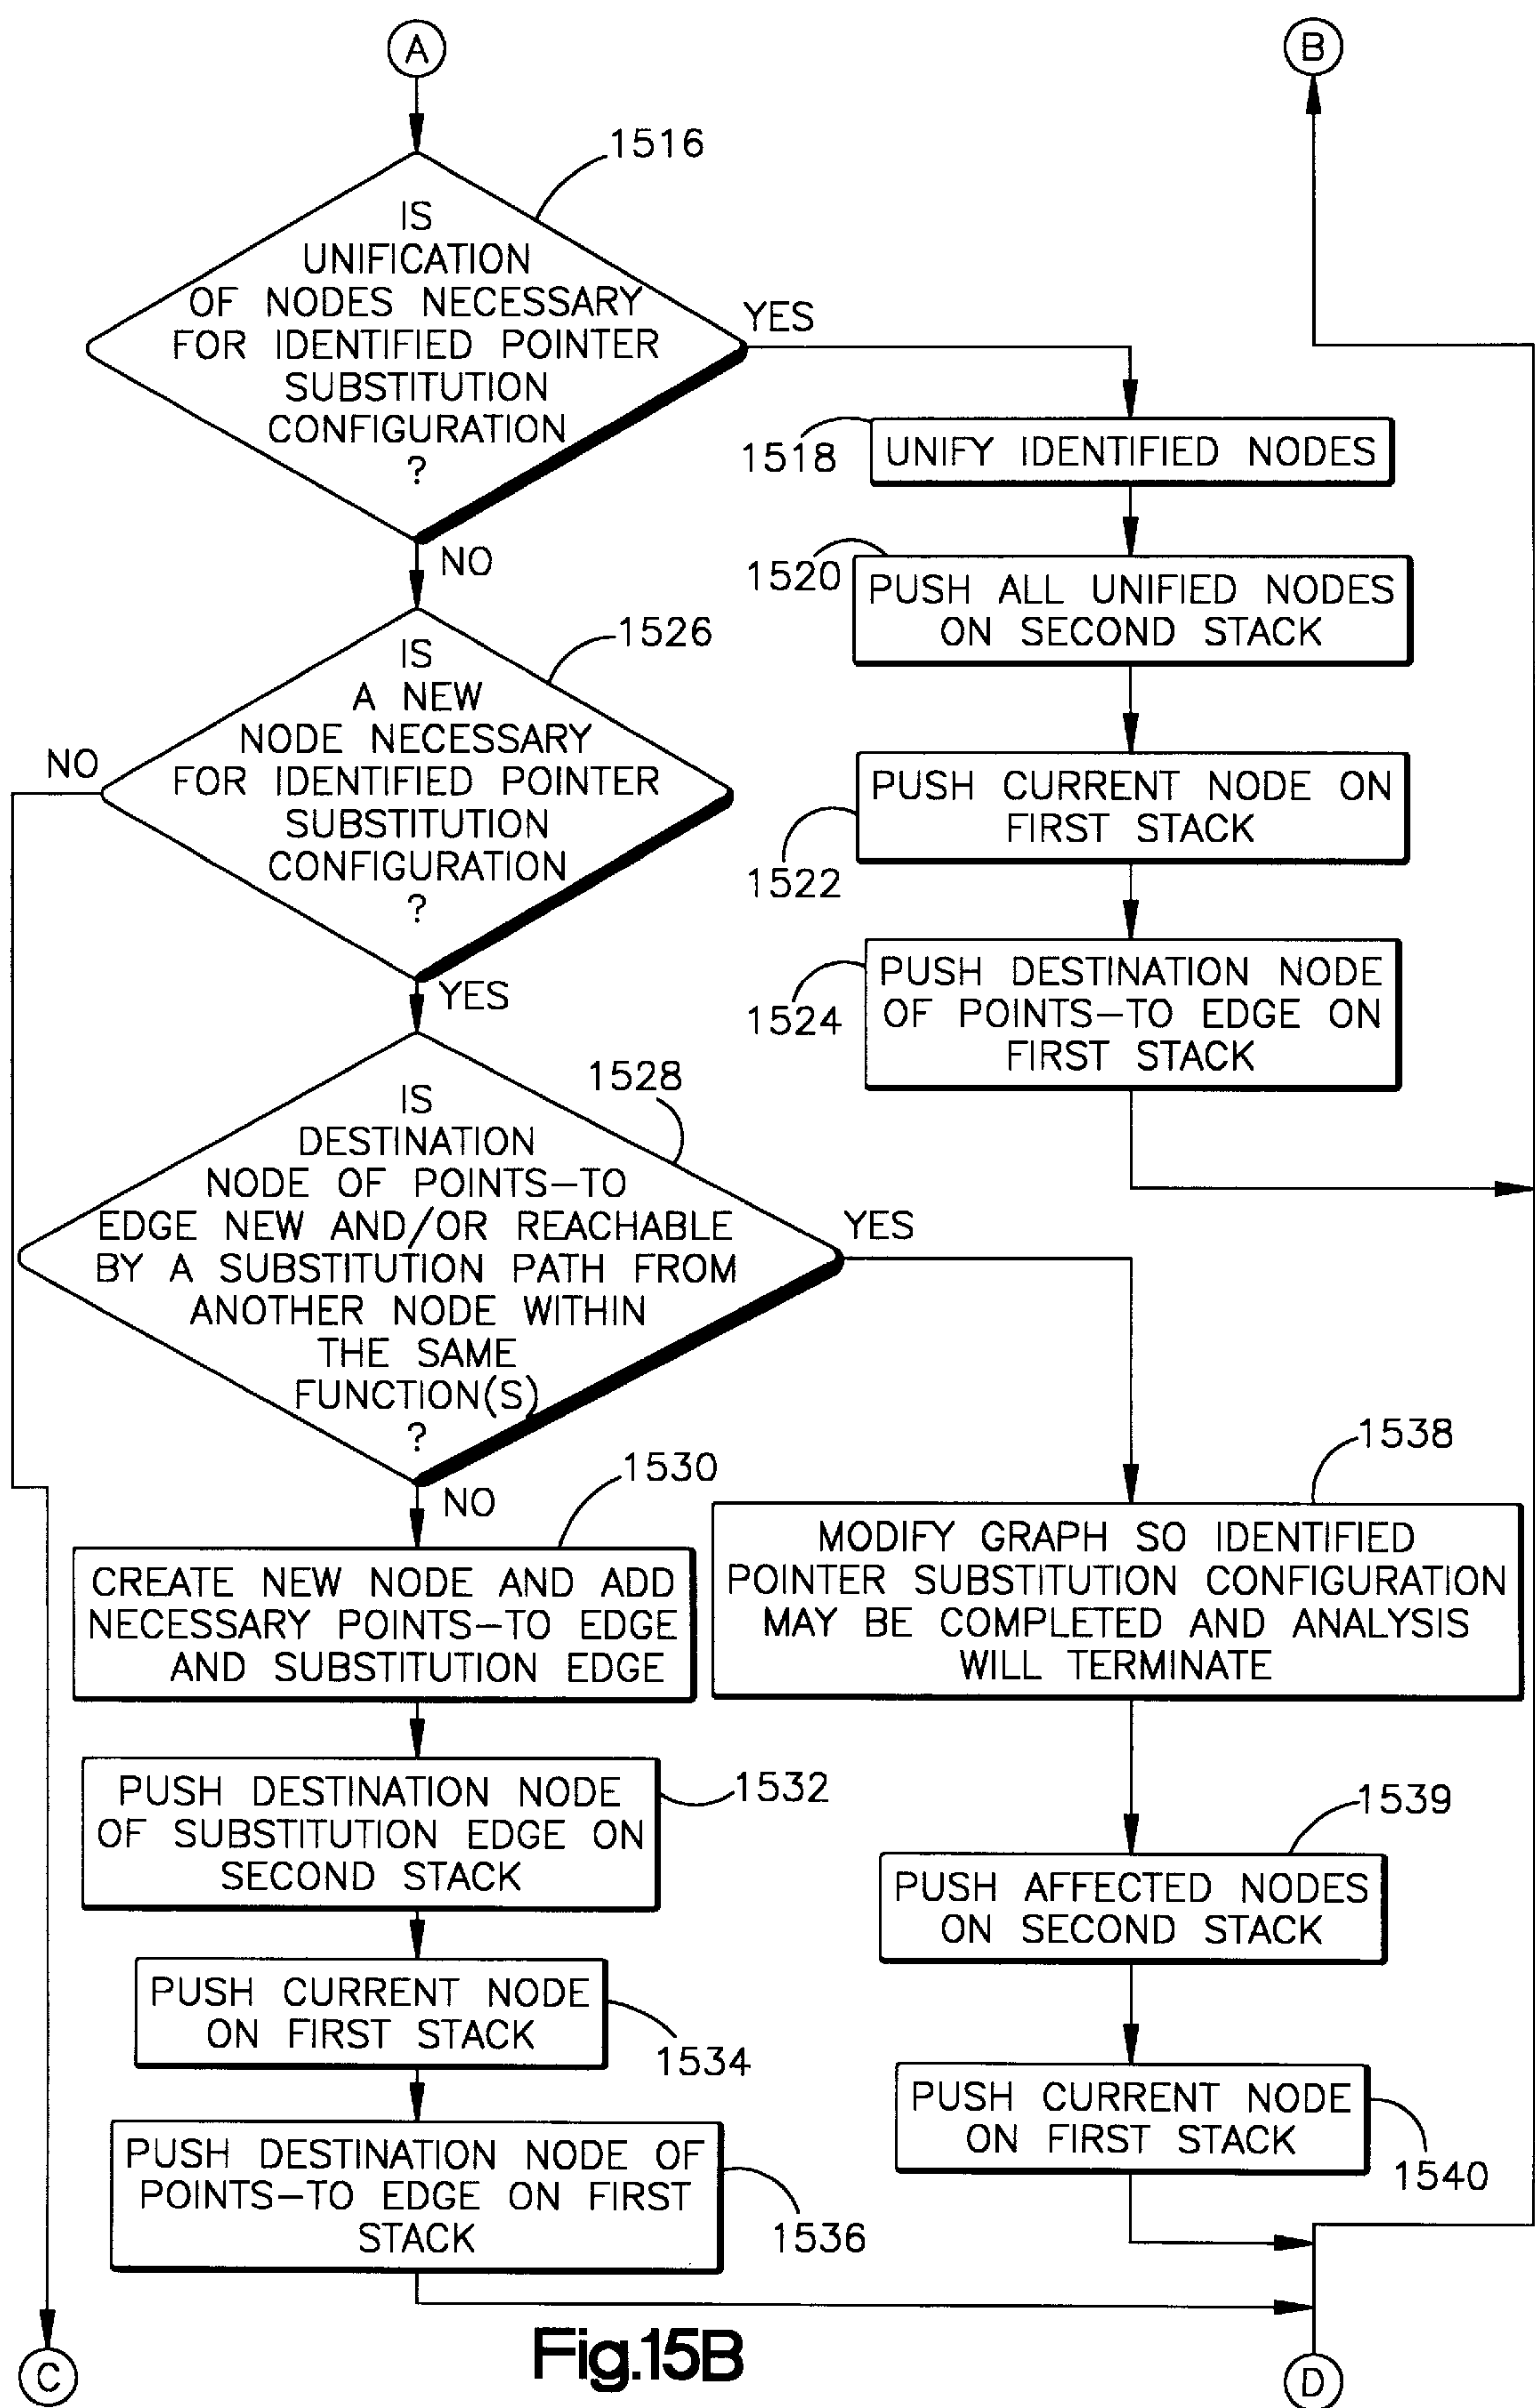 A
B
1516
IS
UNIFICATION
OF NODES NECESSARY
FOR IDENTIFIED POINTER
SUBSTITUTION
CONFIGURATION
?
YES
NO
1518
UNIFY IDENTIFIED NODES
1520
PUSH ALL UNIFIED NODES
ON SECOND STACK
1522
PUSH CURRENT NODE ON
FIRST STACK
1524
PUSH DESTINATION NODE
OF POINTS-TO EDGE ON
FIRST STACK
1526
IS
A NEW
NODE NECESSARY
FOR IDENTIFIED POINTER
SUBSTITUTION
CONFIGURATION
?
NO
YES
1528
IS
DESTINATION
NODE OF POINTS-TO
EDGE NEW AND/OR REACHABLE
BY A SUBSTITUTION PATH FROM
ANOTHER NODE WITHIN
THE SAME
FUNCTION(S)
?
YES
NO
1530
CREATE NEW NODE AND ADD
NECESSARY POINTS-TO EDGE
AND SUBSTITUTION EDGE
1532
PUSH DESTINATION NODE
OF SUBSTITUTION EDGE ON
SECOND STACK
1534
PUSH CURRENT NODE
ON FIRST STACK
1536
PUSH DESTINATION NODE OF
POINTS-TO EDGE ON FIRST
STACK
1538
MODIFY GRAPH SO IDENTIFIED
POINTER SUBSTITUTION CONFIGURATION
MAY BE COMPLETED AND ANALYSIS
WILL TERMINATE
1539
PUSH AFFECTED NODES
ON SECOND STACK
1540
PUSH CURRENT NODE
ON FIRST STACK
C
Fig.15B
D